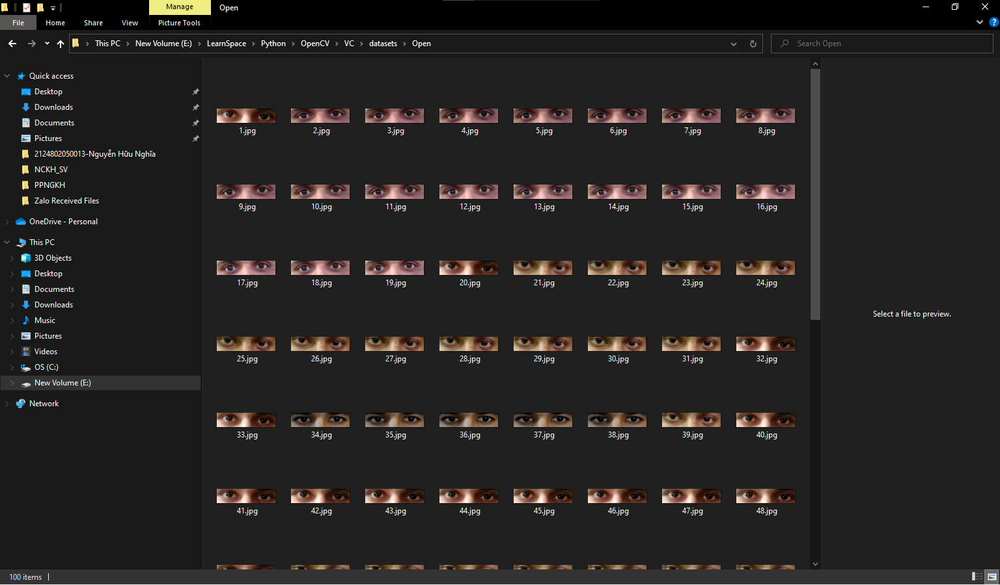 Manage
Open
File
Home
Share
View
Picture Tools
This PC
New Volume (E:)
LearnSpace
Python
OpenCV
VC
datasets
Open
Search Open
Quick access
Desktop
Downloads
Documents
Pictures
2124802050013-Nguyễn Hữu Nghĩa
NCKH_SV
PPNGKH
Zalo Received Files
OneDrive - Personal
This PC
3D Objects
Desktop
Documents
Downloads
Music
Pictures
Videos
OS (C:)
New Volume (E:)
Network
1.jpg
2.jpg
3.jpg
4.jpg
5.jpg
6.jpg
7.jpg
8.jpg
9.jpg
10.jpg
11.jpg
12.jpg
13.jpg
14.jpg
15.jpg
16.jpg
17.jpg
18.jpg
19.jpg
20.jpg
21.jpg
22.jpg
23.jpg
24.jpg
25.jpg
26.jpg
27.jpg
28.jpg
29.jpg
30.jpg
31.jpg
32.jpg
33.jpg
34.jpg
35.jpg
36.jpg
37.jpg
38.jpg
39.jpg
40.jpg
41.jpg
42.jpg
43.jpg
44.jpg
45.jpg
46.jpg
47.jpg
48.jpg
Select a file to preview.
100 items